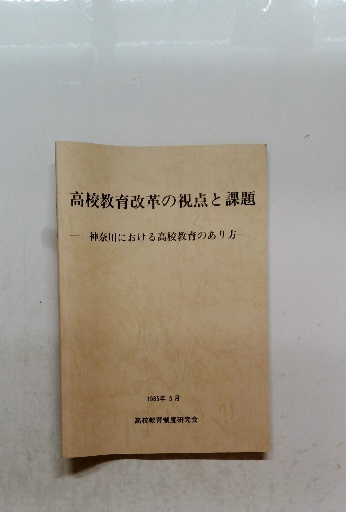 高校教育改革の視点と課題
―神奈川における高校教育のあり方―
1985年 5月
高校教育制度研究会